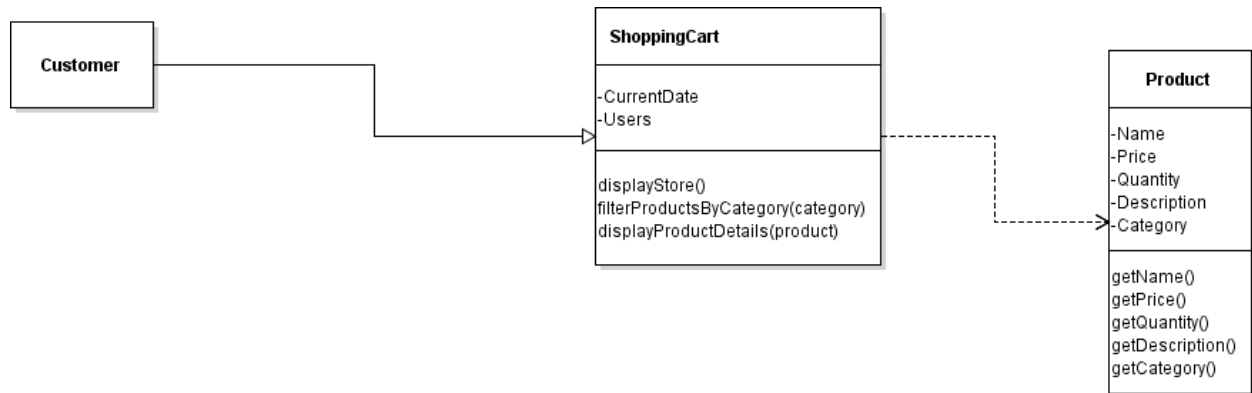 Customer
ShoppingCart
-CurrentDate
-Users
displayStore()
filterProductsByCategory(category)
displayProductDetails(product)
Product
-Name
-Price
-Quantity
-Description
-Category
getName()
getPrice()
getQuantity()
getDescription()
getCategory()